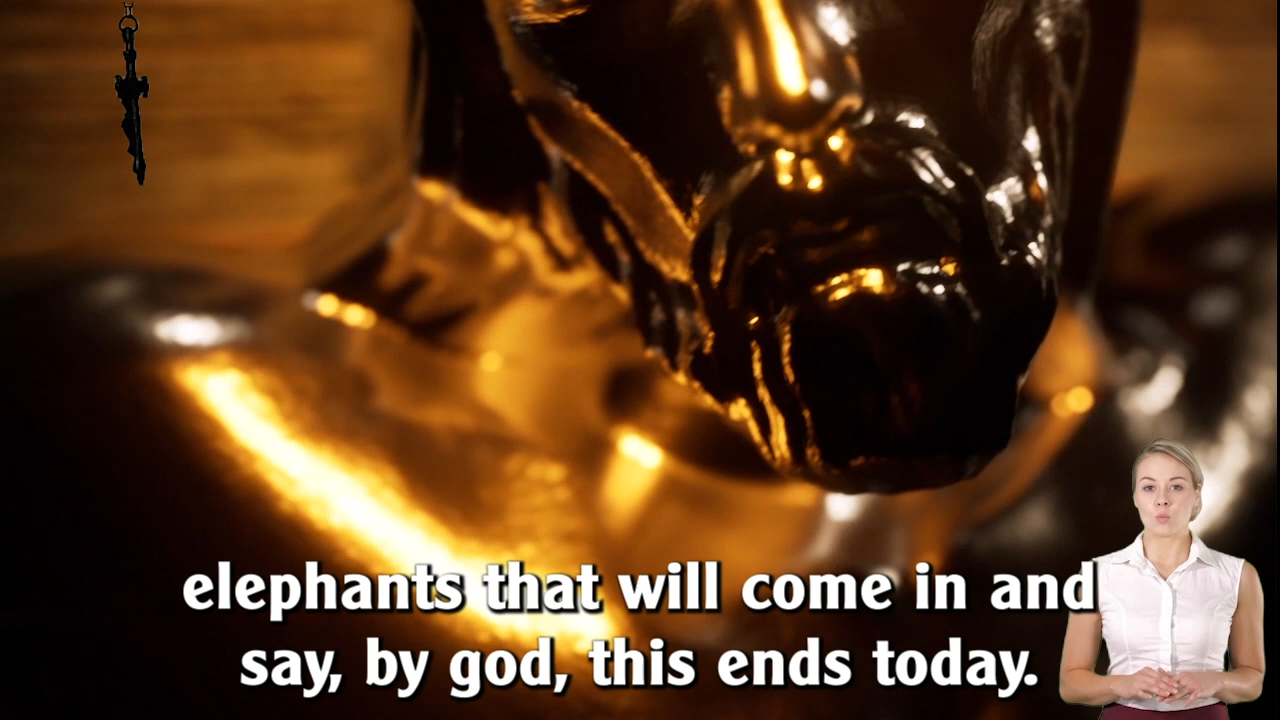 elephants that will come in and
say, by god, this ends today.